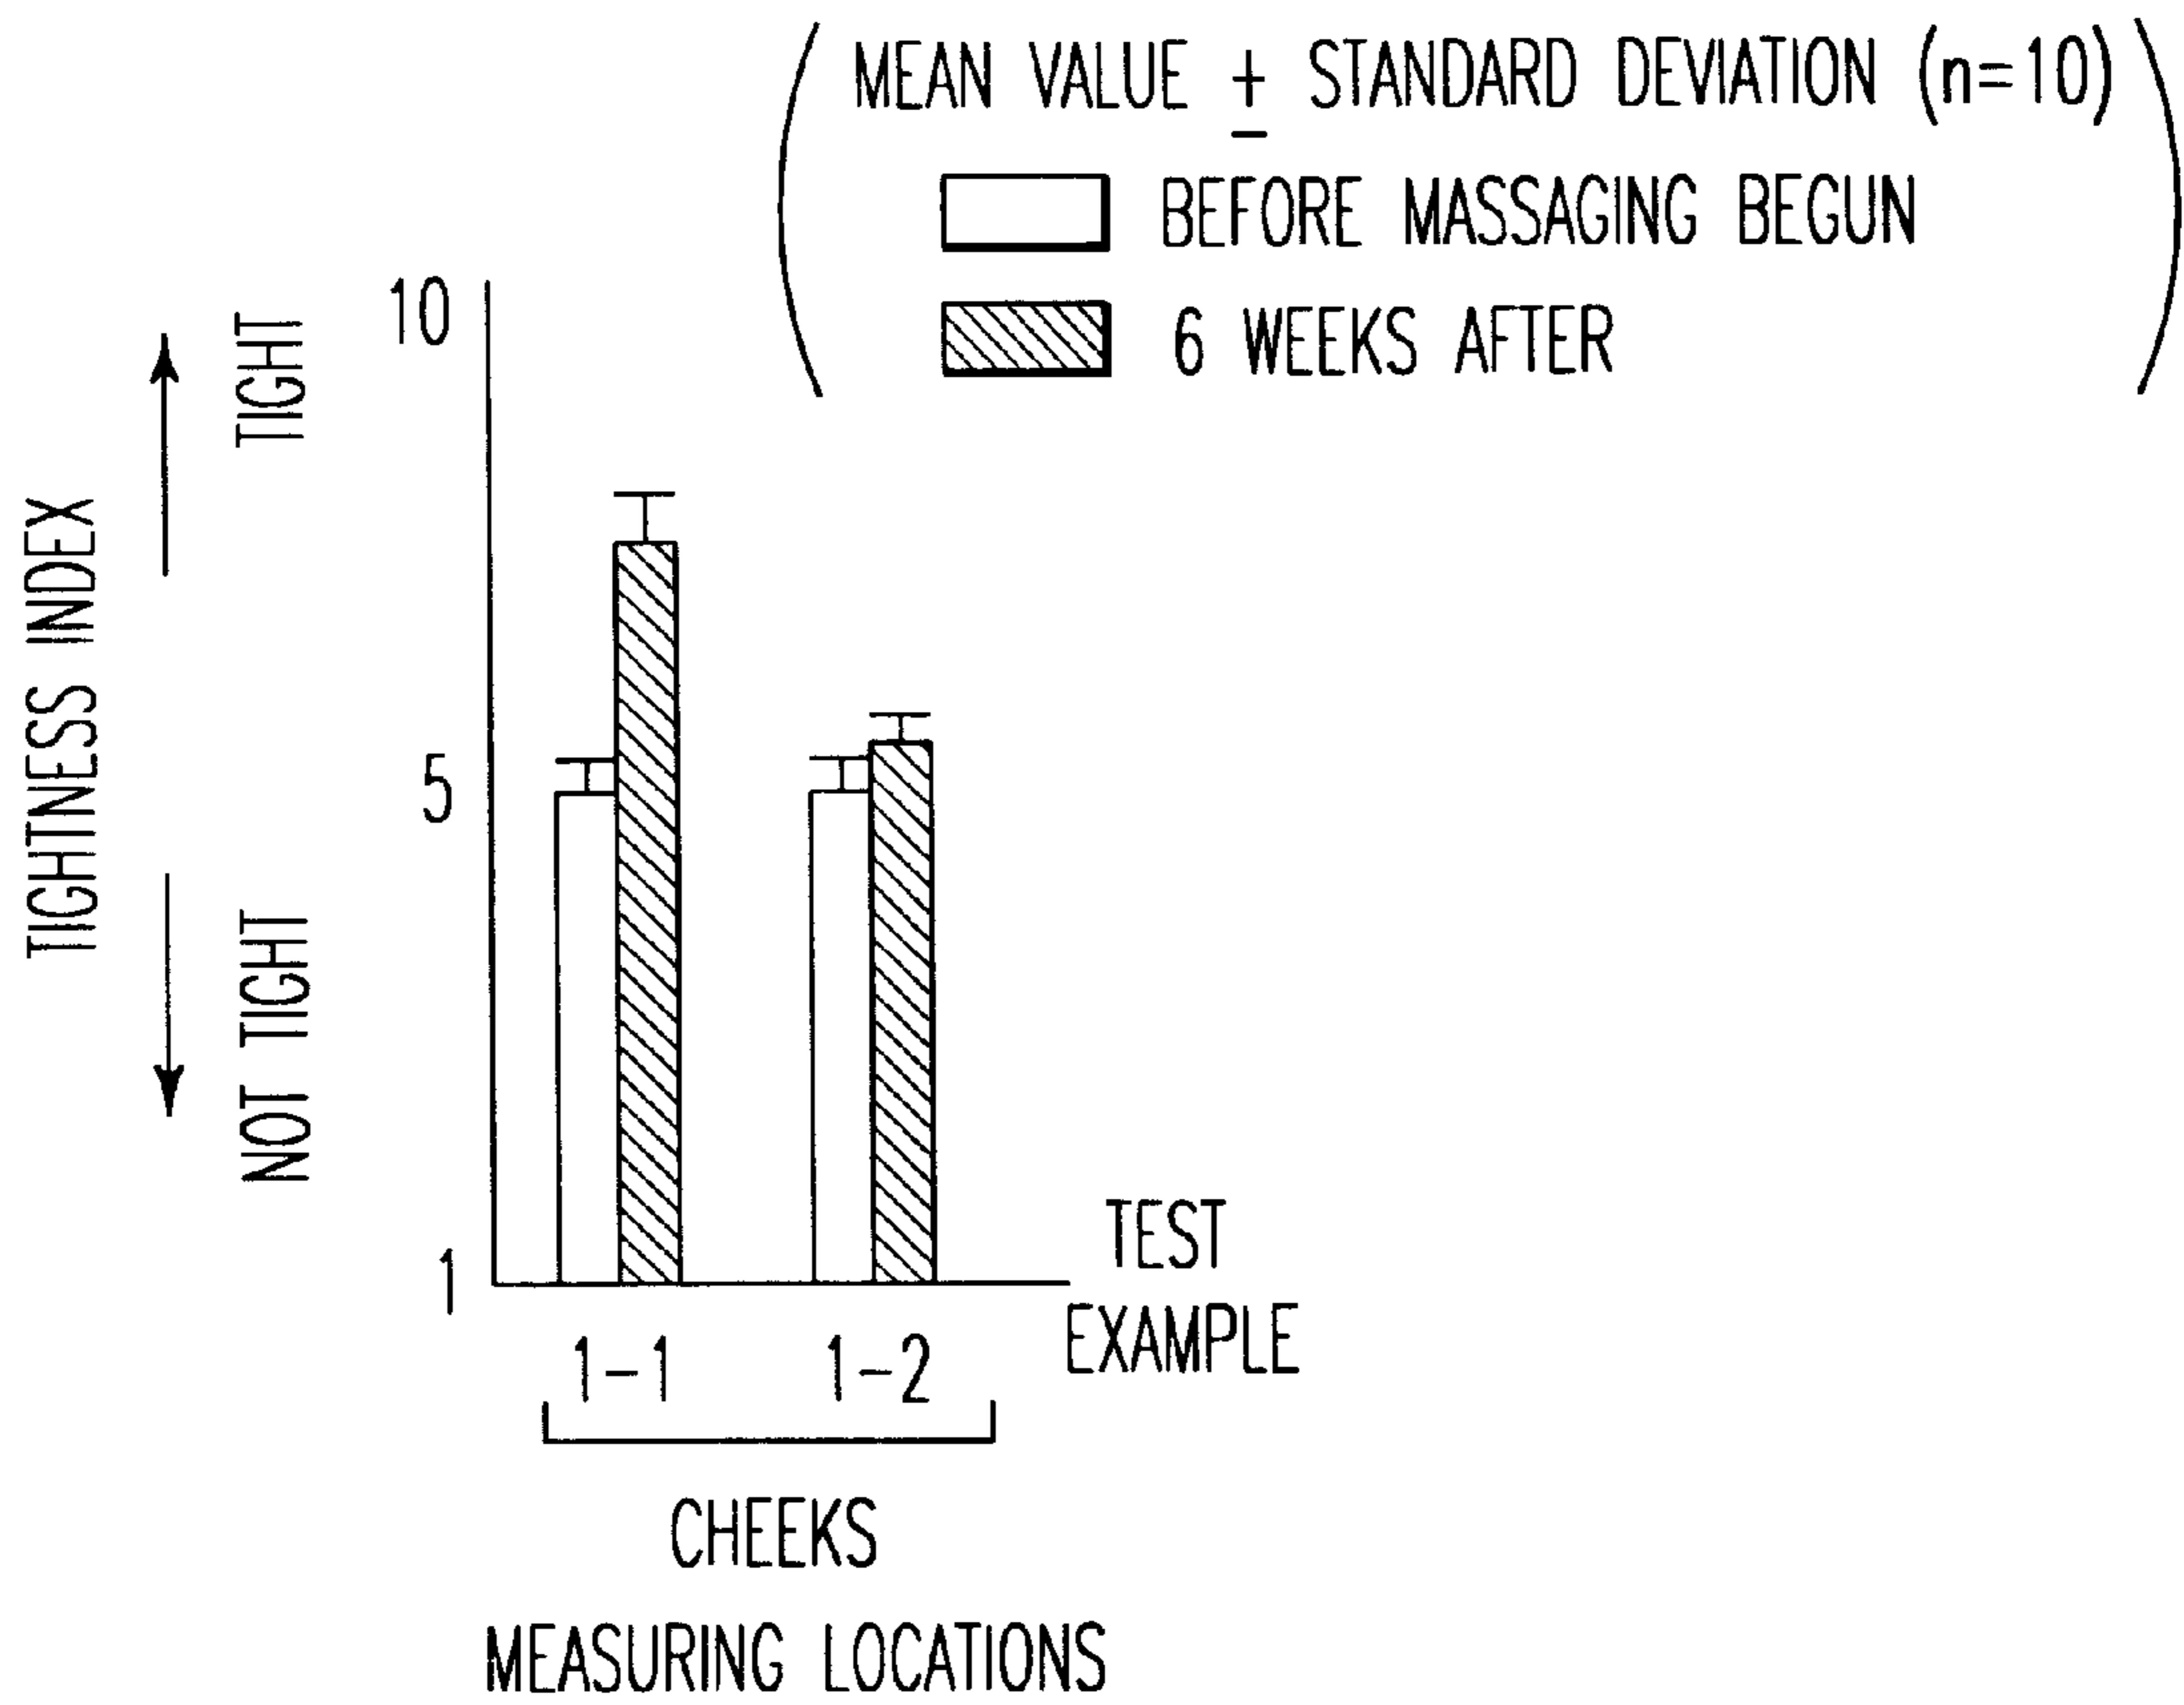 MEAN VALUE ± STANDARD DEVIATION (n=10)
BEFORE MASSAGING BEGUN
6 WEEKS AFTER
TIGHTNESS INDEX
TIGHT
NOT TIGHT
10
5
1
TEST
EXAMPLE
1-1 1-2
CHEEKS
MEASURING LOCATIONS